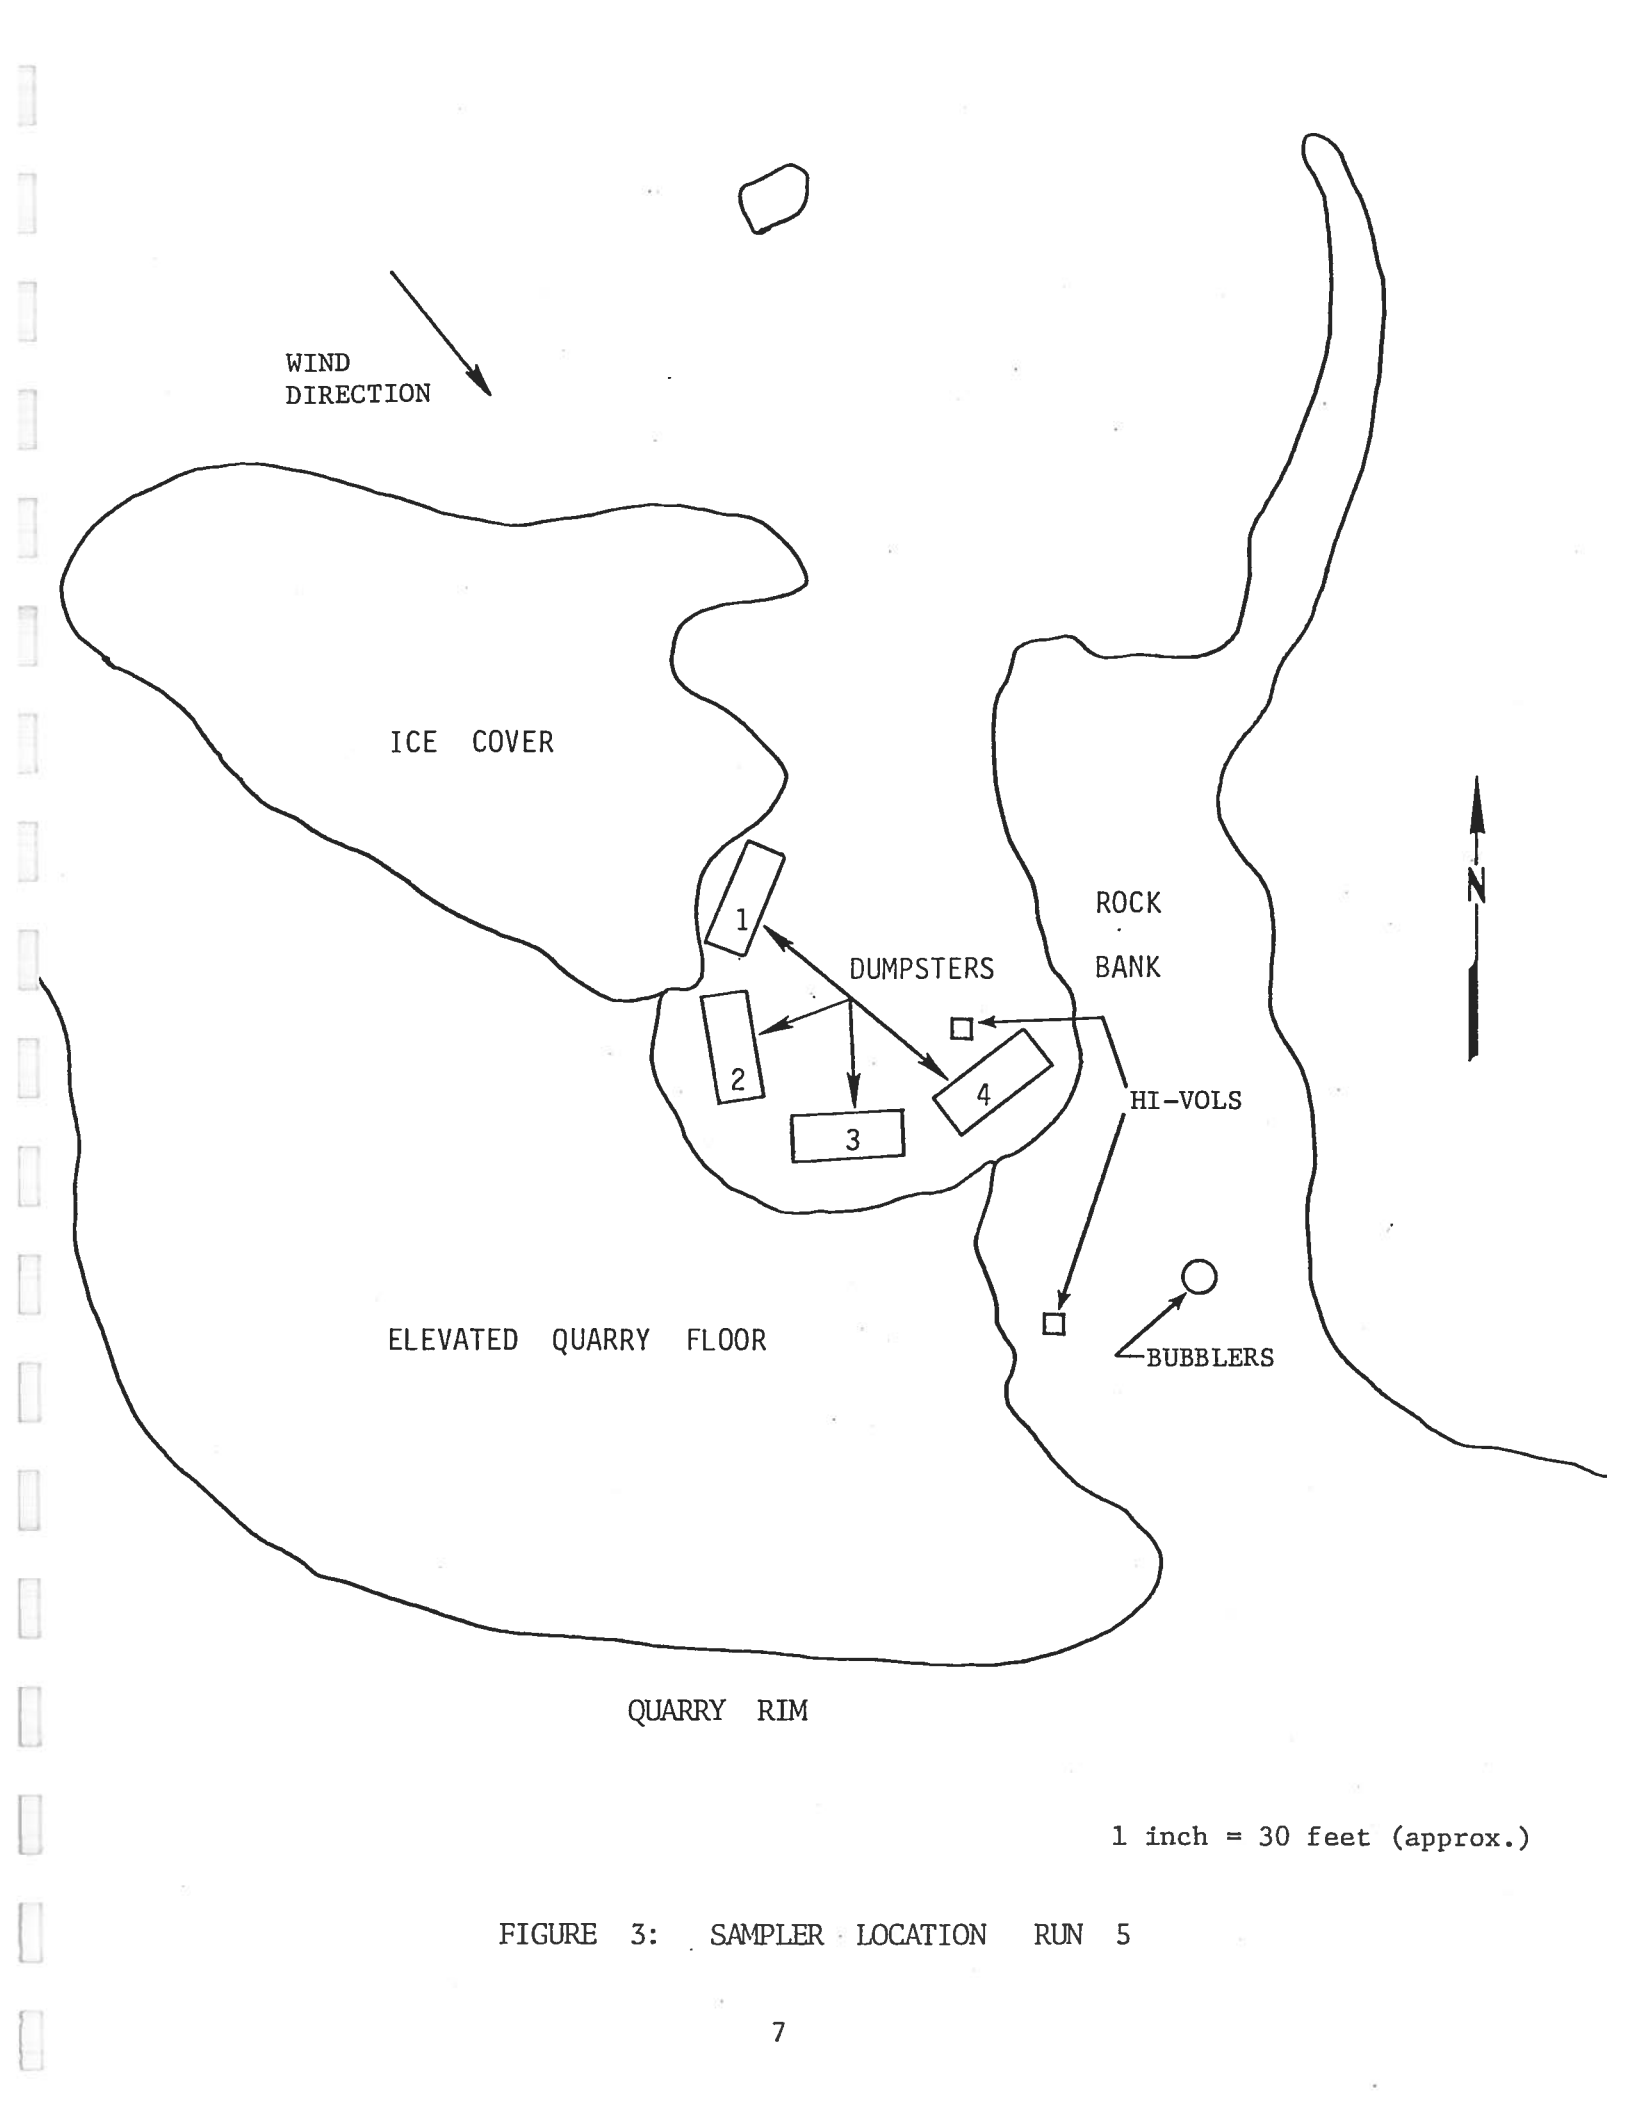 WIND
DIRECTION
ICE COVER
1
ROCK
BANK
N
DUMPSTERS
2
4
3
HI-VOLS
ELEVATED QUARRY FLOOR
BUBBLERS
QUARRY RIM
1 inch = 30 feet (approx.)
FIGURE 3: SAMPLER LOCATION RUN 5
7